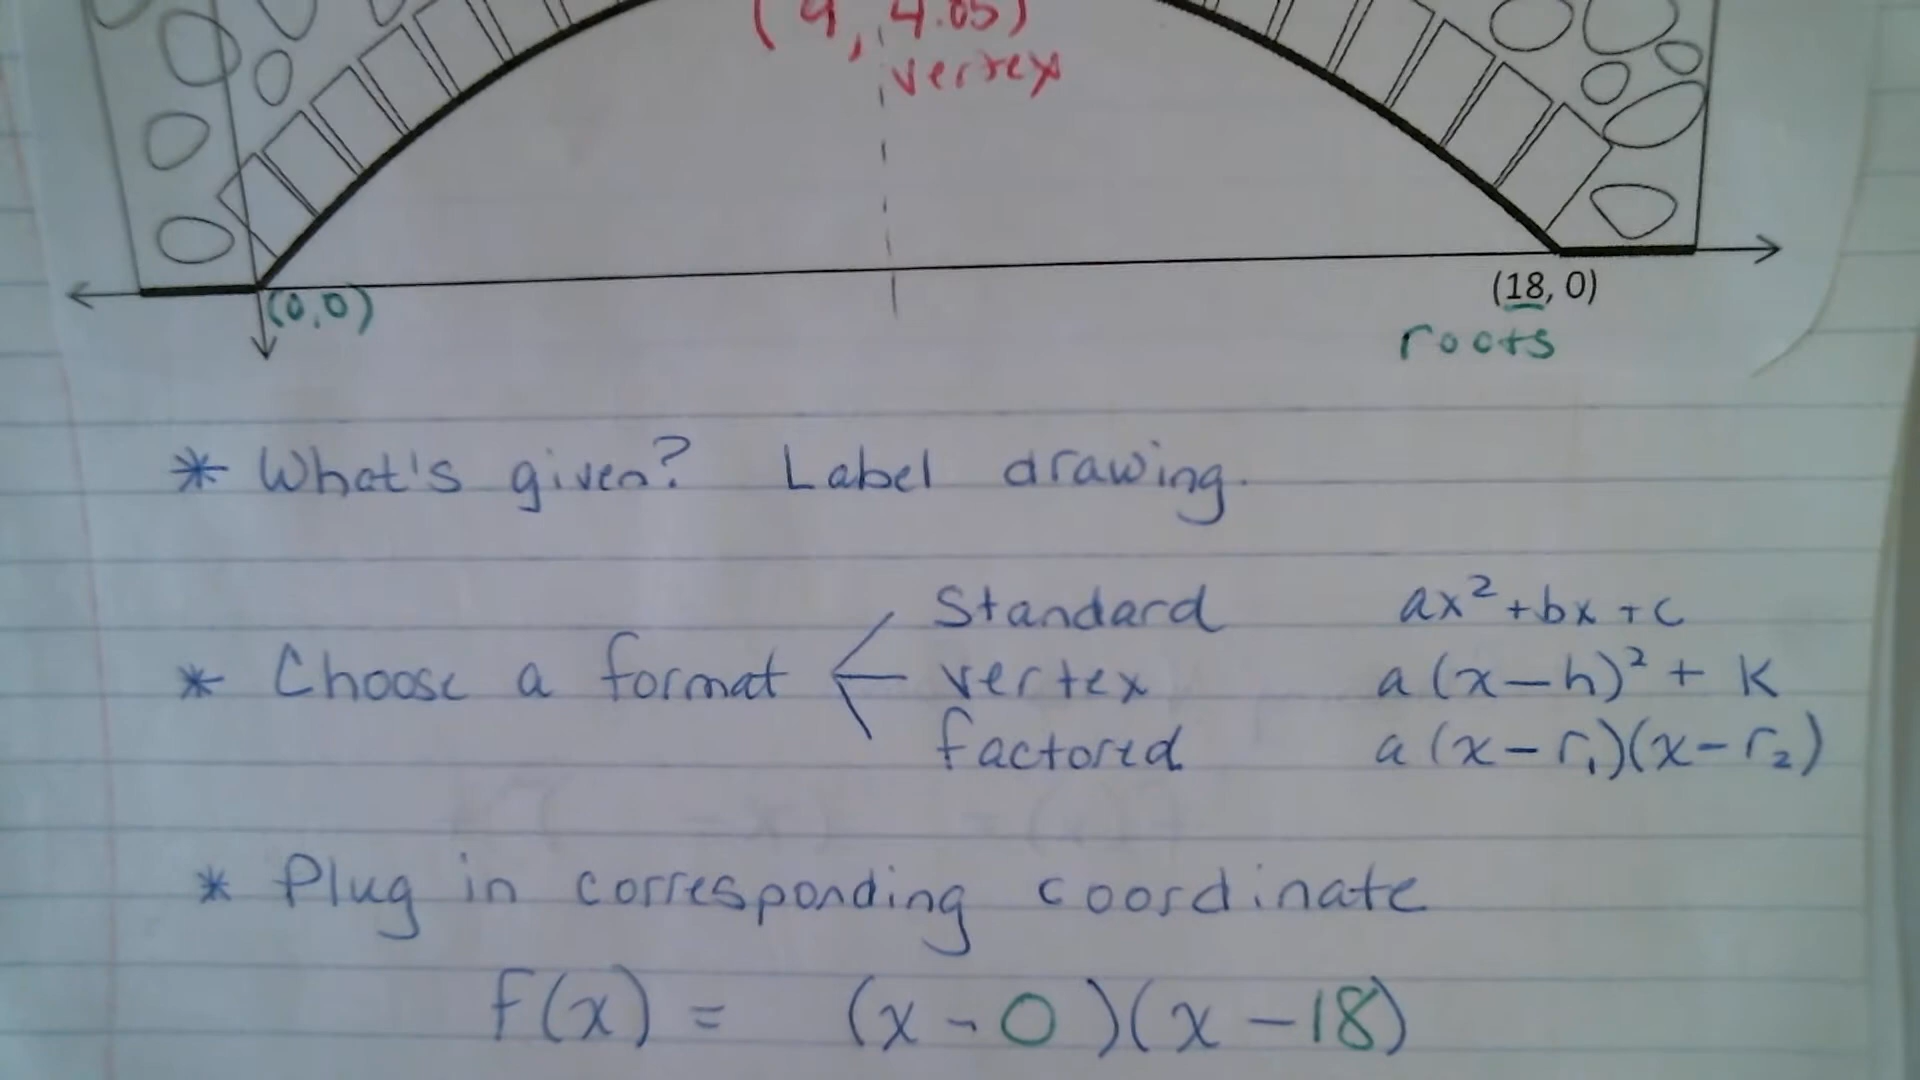 (9, 4.05)
vertex
(0,0)
(18, 0)
roots
* What's given? Label drawing.
* Choose a format
Standard ax² + bx + c
vertex a(x-h)² + K
factored a(x-r₁)(x-r₂)
* Plug in corresponding coordinate
f(x) = (x - 0)(x - 18)